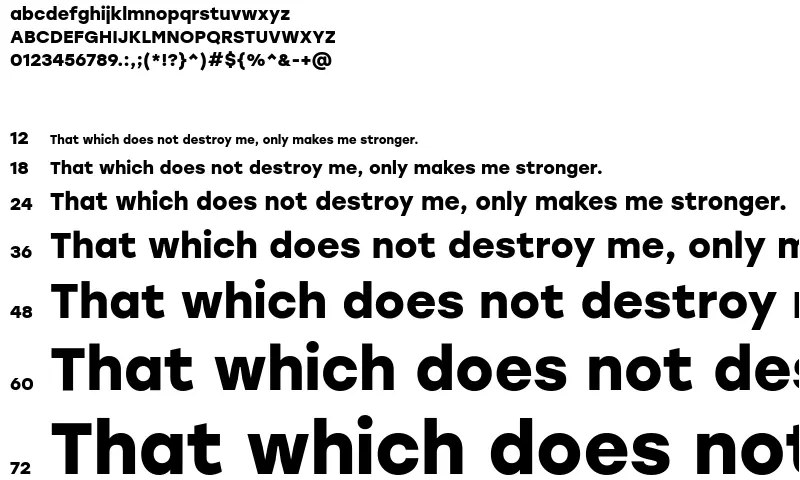 abcdefghijklmnopqrstuvwxyz
ABCDEFGHIJKLMNOPQRSTUVWXYZ
0123456789.:,;(*!?}^)#${%^&-+@
12 That which does not destroy me, only makes me stronger.
18 That which does not destroy me, only makes me stronger.
24 That which does not destroy me, only makes me stronger.
36 That which does not destroy me, only m
48 That which does not destroy
60 That which does not des
72 That which does not